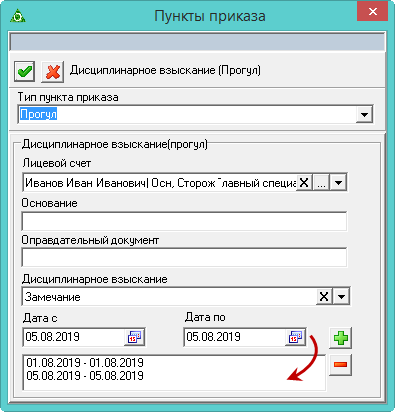 Пункты приказа
Дисциплинарное взыскание (Прогул)
Тип пункта приказа
Прогул
Дисциплинарное взыскание(прогул)
Лицевой счет
Иванов Иван Иванович| Осн, Сторож Главный специа
Основание
Оправдательный документ
Дисциплинарное взыскание
Замечание
Дата с Дата по
05.08.2019 05.08.2019
01.08.2019 - 01.08.2019
05.08.2019 - 05.08.2019